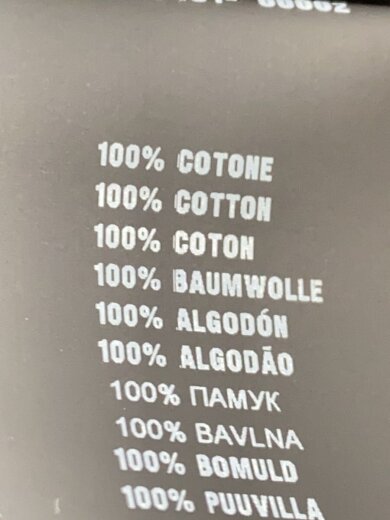 100% COTONE
100% COTTON
100% COTON
100% BAUMWOLLE
100% ALGODÓN
100% ALGODÃO
100% ПАМУК
100% BAVLNA
100% BOMULD
100% PUUVILLA